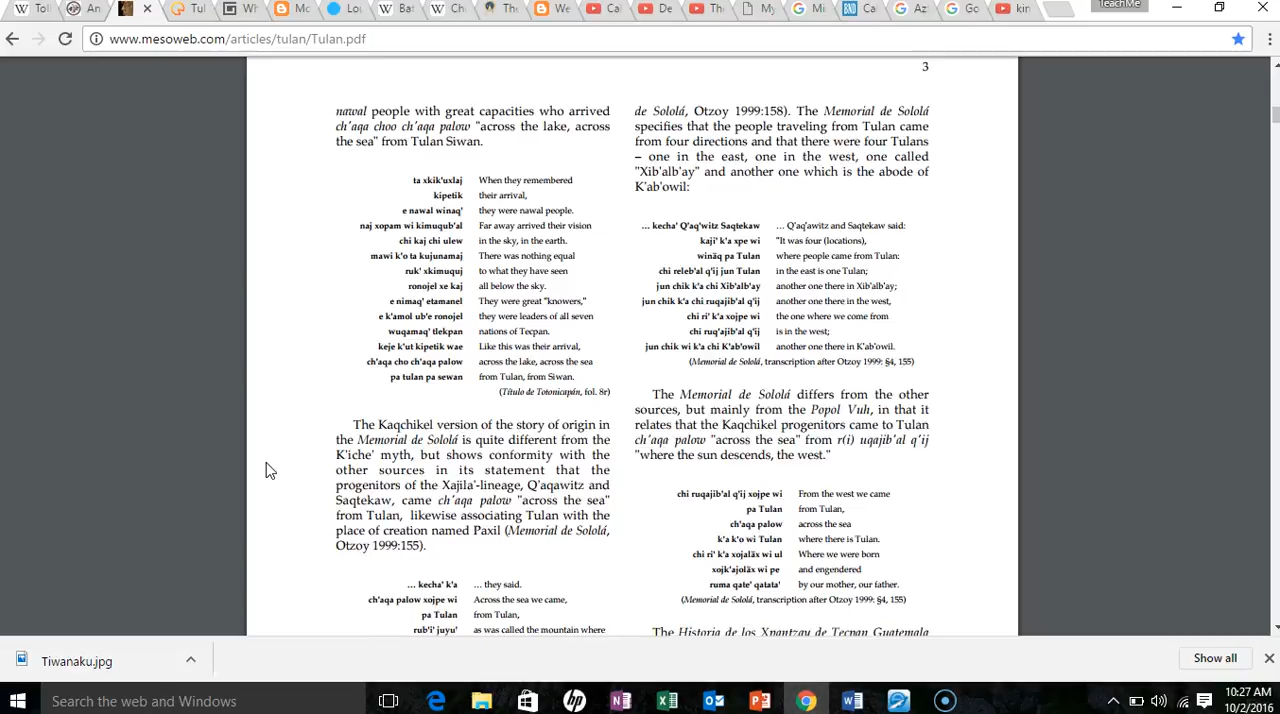 Toll
An
Tul
Wh
Mo
Loc
Ba
Ch
Th
We
Cal
De
Th
My
Mi
Ca
Az
Go
kin
TeachMe
www.mesoweb.com/articles/tulan/Tulan.pdf
3
nawal people with great capacities who arrived
ch'aqa choo ch'aqa palow "across the lake, across
the sea" from Tulan Siwan.
ta xkik'uxlaj When they remembered
kipetik their arrival,
e nawal winaq' they were nawal people.
naj xopam wi kimuqub'al Far away arrived their vision
chi kaj chi ulew in the sky, in the earth.
mawi k'o ta kujunamaj There was nothing equal
ruk' xkimuquj to what they have seen
ronojel xe kaj all below the sky.
e nimaq' etamanel They were great "knowers,"
e k'amol ub'e ronojel they were leaders of all seven
wuqamaq' tlekpan nations of Tecpan.
keje k'ut kipetik wae Like this was their arrival,
ch'aqa cho ch'aqa palow across the lake, across the sea
pa tulan pa sewan from Tulan, from Siwan.
(Título de Totonicapán, fol. 8r)
The Kaqchikel version of the story of origin in
the Memorial de Sololá is quite different from the
K'iche' myth, but shows conformity with the
other sources in its statement that the
progenitors of the Xajila'-lineage, Q'aqawitz and
Saqtekaw, came ch'aqa palow "across the sea"
from Tulan, likewise associating Tulan with the
place of creation named Paxil (Memorial de Sololá,
Otzoy 1999:155).
... kecha' k'a ... they said.
ch'aqa palow xojpe wi Across the sea we came,
pa Tulan from Tulan,
rub'i' juyu' as was called the mountain where
de Sololá, Otzoy 1999:158). The Memorial de Sololá
specifies that the people traveling from Tulan came
from four directions and that there were four Tulans
– one in the east, one in the west, one called
"Xib'alb'ay" and another one which is the abode of
K'ab'owil:
... kecha' Q'aq'witz Saqtekaw ... Q'aq'awitz and Saqtekaw said:
kaji' k'a xpe wi "It was four (locations),
winäq pa Tulan where people came from Tulan:
chi releb'al q'ij jun Tulan in the east is one Tulan;
jun chik k'a chi Xib'alb'ay another one there in Xib'alb'ay;
jun chik k'a chi ruqajib'al q'ij another one there in the west,
chi ri' k'a xojpe wi the one where we come from
chi ruq'ajib'al q'ij is in the west;
jun chik wi k'a chi K'ab'owil another one there in K'ab'owil.
(Memorial de Sololá, transcription after Otzoy 1999: §4, 155)
The Memorial de Sololá differs from the other
sources, but mainly from the Popol Vuh, in that it
relates that the Kaqchikel progenitors came to Tulan
ch'aqa palow "across the sea" from r(i) uqajib'al q'ij
"where the sun descends, the west."
chi ruqajib'al q'ij xojpe wi From the west we came
pa Tulan from Tulan,
ch'aqa palow across the sea
k'a k'o wi Tulan where there is Tulan.
chi ri' k'a xojaläx wi ul Where we were born
xojk'ajoläx wi pe and engendered
ruma qate' qatata' by our mother, our father.
(Memorial de Sololá, transcription after Otzoy 1999: §4, 155)
The Historia de los Xpantzay de Tecpan Guatemala
Tiwanaku.jpg
Show all
Search the web and Windows
10:27 AM
10/2/2016